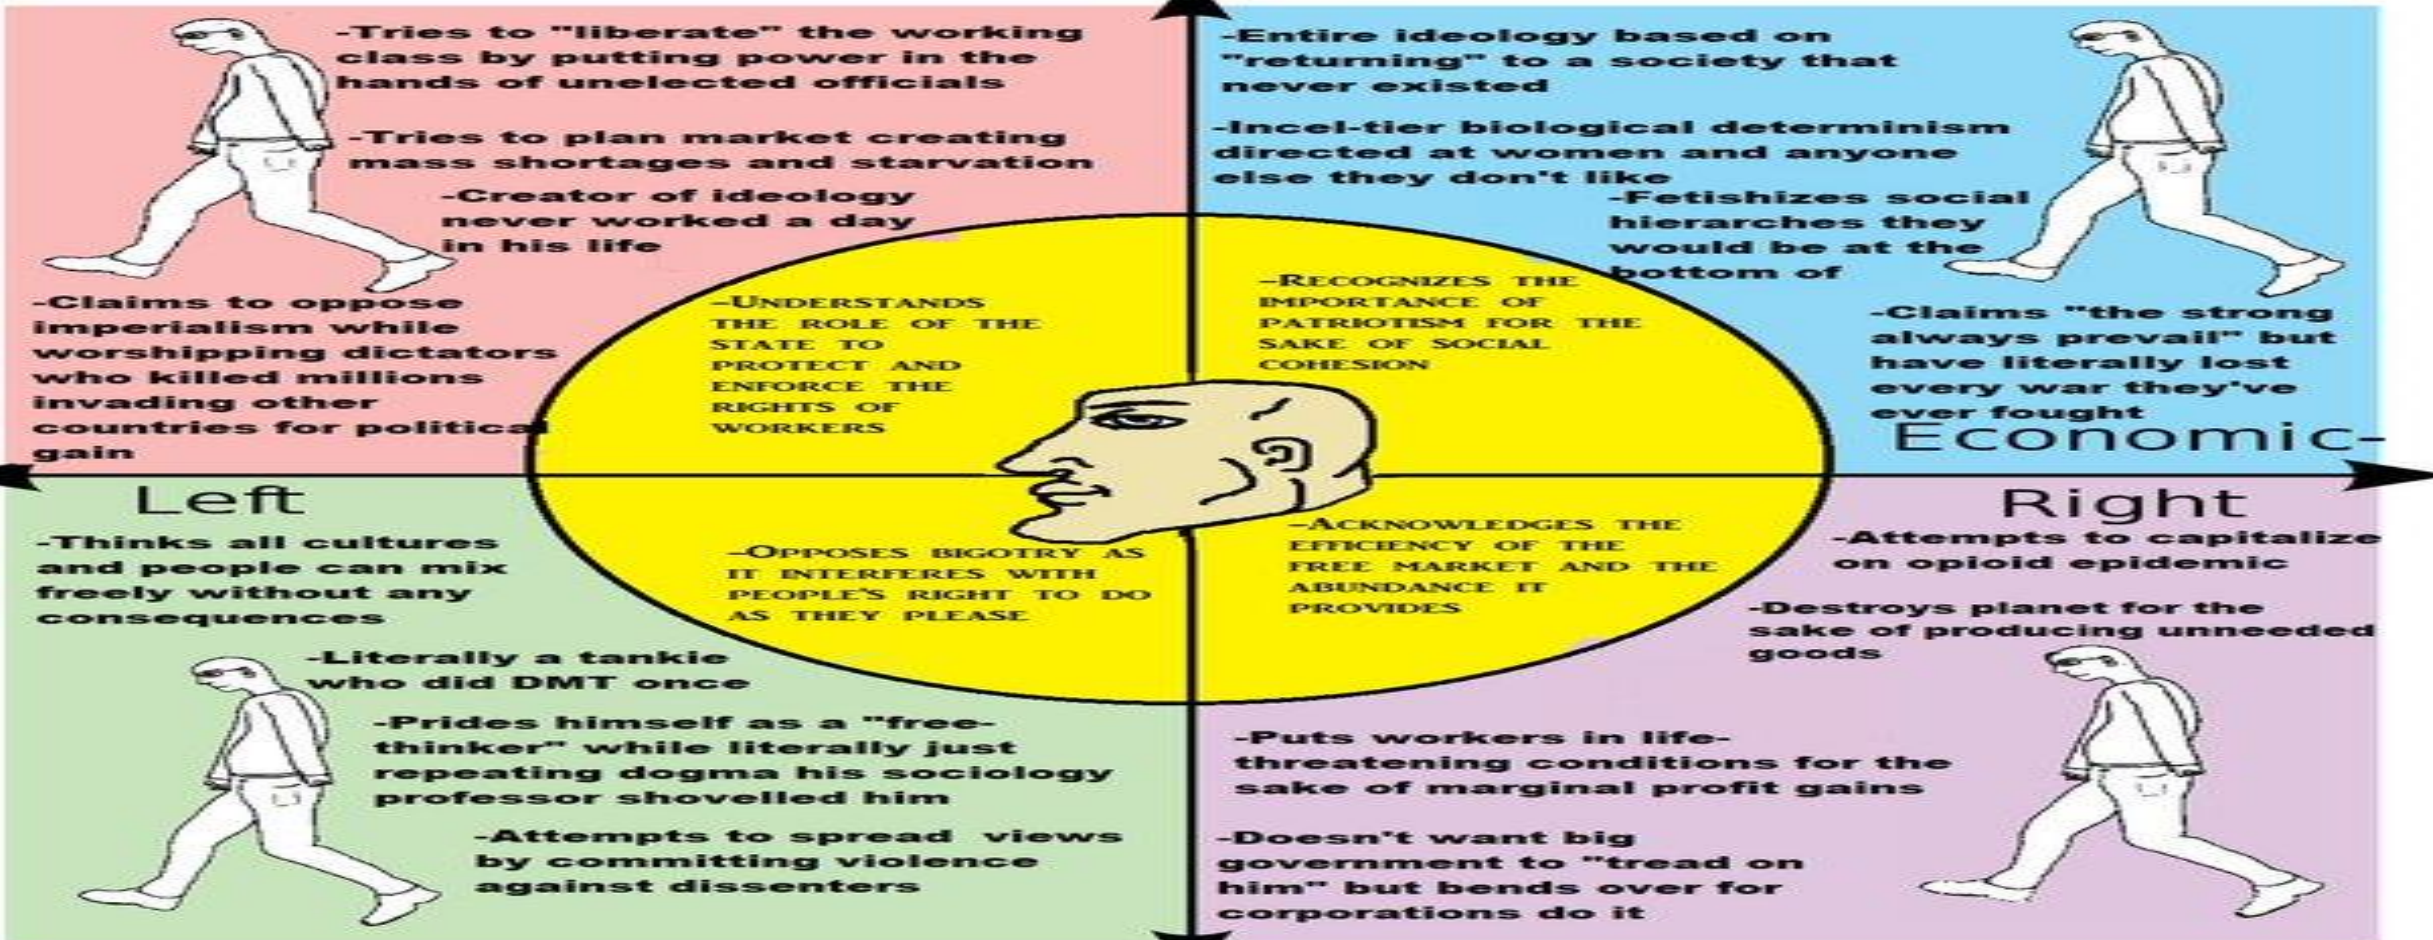 -Tries to "liberate" the working
class by putting power in the
hands of unelected officials
-Tries to plan market creating
mass shortages and starvation
-Creator of ideology
never worked a day
in his life
-Claims to oppose
imperialism while
worshipping dictators
who killed millions
invading other
countries for political
gain
-Entire ideology based on
"returning" to a society that
never existed
-Incel-tier biological determinism
directed at women and anyone
else they don't like
-Fetishizes social
hierarches they
would be at the
bottom of
-Claims "the strong
always prevail" but
have literally lost
every war they've
ever fought
Economic-
-UNDERSTANDS
THE ROLE OF THE
STATE TO
PROTECT AND
ENFORCE THE
RIGHTS OF
WORKERS
-RECOGNIZES THE
IMPORTANCE OF
PATRIOTISM FOR THE
SAKE OF SOCIAL
COHESION
-OPPOSES BIGOTRY AS
IT INTERFERES WITH
PEOPLE'S RIGHT TO DO
AS THEY PLEASE
-ACKNOWLEDGES THE
EFFICIENCY OF THE
FREE MARKET AND THE
ABUNDANCE IT
PROVIDES
Left
-Thinks all cultures
and people can mix
freely without any
consequences
-Literally a tankie
who did DMT once
-Prides himself as a "free-
thinker" while literally just
repeating dogma his sociology
professor shovelled him
-Attempts to spread views
by committing violence
against dissenters
Right
-Attempts to capitalize
on opioid epidemic
-Destroys planet for the
sake of producing unneeded
goods
-Puts workers in life-
threatening conditions for the
sake of marginal profit gains
-Doesn't want big
government to "tread on
him" but bends over for
corporations do it